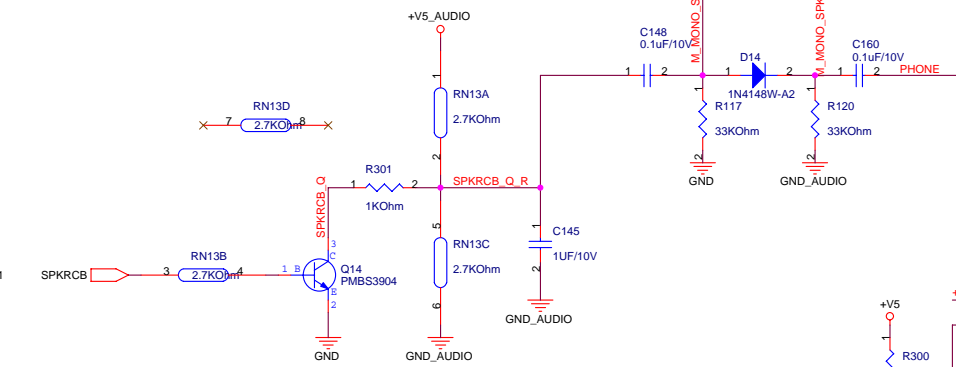 +V5_AUDIO
M_MONO_S
M_MONO_SPK
C148
0.1uF/10V
1
2
D14
1
2
1N4148W-A2
C160
0.1uF/10V
1
2
PHONE
1
RN13A
2.7KOhm
2
RN13D
7
2.7KOhm
8
1
R117
33KOhm
2
GND
1
R120
33KOhm
2
GND_AUDIO
R301
1
2
1KOhm
SPKRCB_Q
SPKRCB_Q_R
5
RN13C
2.7KOhm
6
GND_AUDIO
1
C145
1UF/10V
2
GND_AUDIO
SPKRCB
RN13B
3
2.7KOhm
4
1
B
3
C
Q14
PMBS3904
E
2
GND
+V5
1
R300